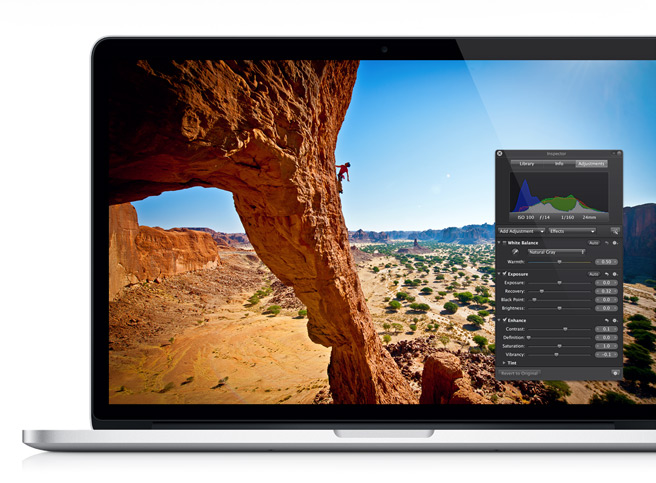 Inspector
Library Info Adjustments
ISO 100 ƒ/14 1/160 24mm
Add Adjustment Effects
White Balance Auto
Natural Gray
Warmth: 0.50
Exposure Auto
Exposure: 0.0
Recovery: 0.32
Black Point: 0.0
Brightness: 0.0
Enhance
Contrast: 0.1
Definition: 0.0
Saturation: 1.0
Vibrancy: -0.1
Tint
Revert to Original